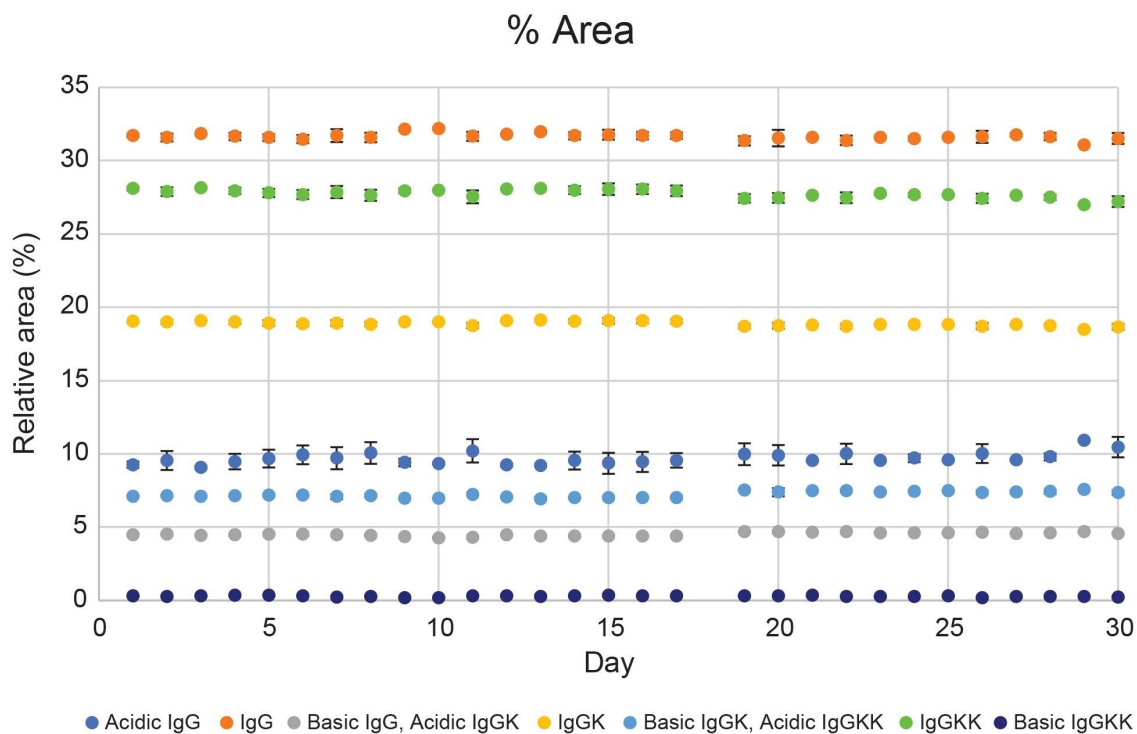 % Area
35
30
25
20
15
10
5
0
Relative area (%)
0 5 10 15 20 25 30
Day
Acidic IgG IgG Basic IgG, Acidic IgGK IgGK Basic IgGK, Acidic IgGKK IgGKK Basic IgGKK